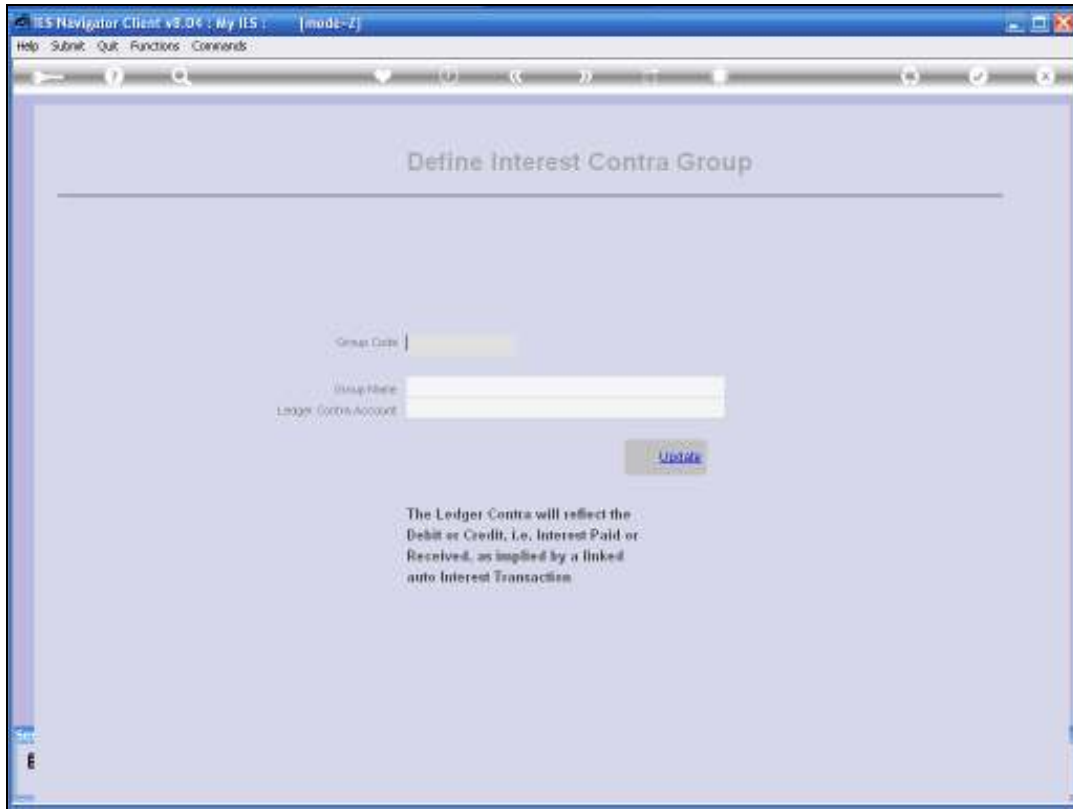 IES Navigator Client v8.04 : My IES : [mode-Z]
Help Submit Quit Functions Commands
Define Interest Contra Group
Group Code
Group Name
Ledger Contra Account
Update
The Ledger Contra will reflect the
Debit or Credit, i.e. Interest Paid or
Received, as implied by a linked
auto Interest Transaction